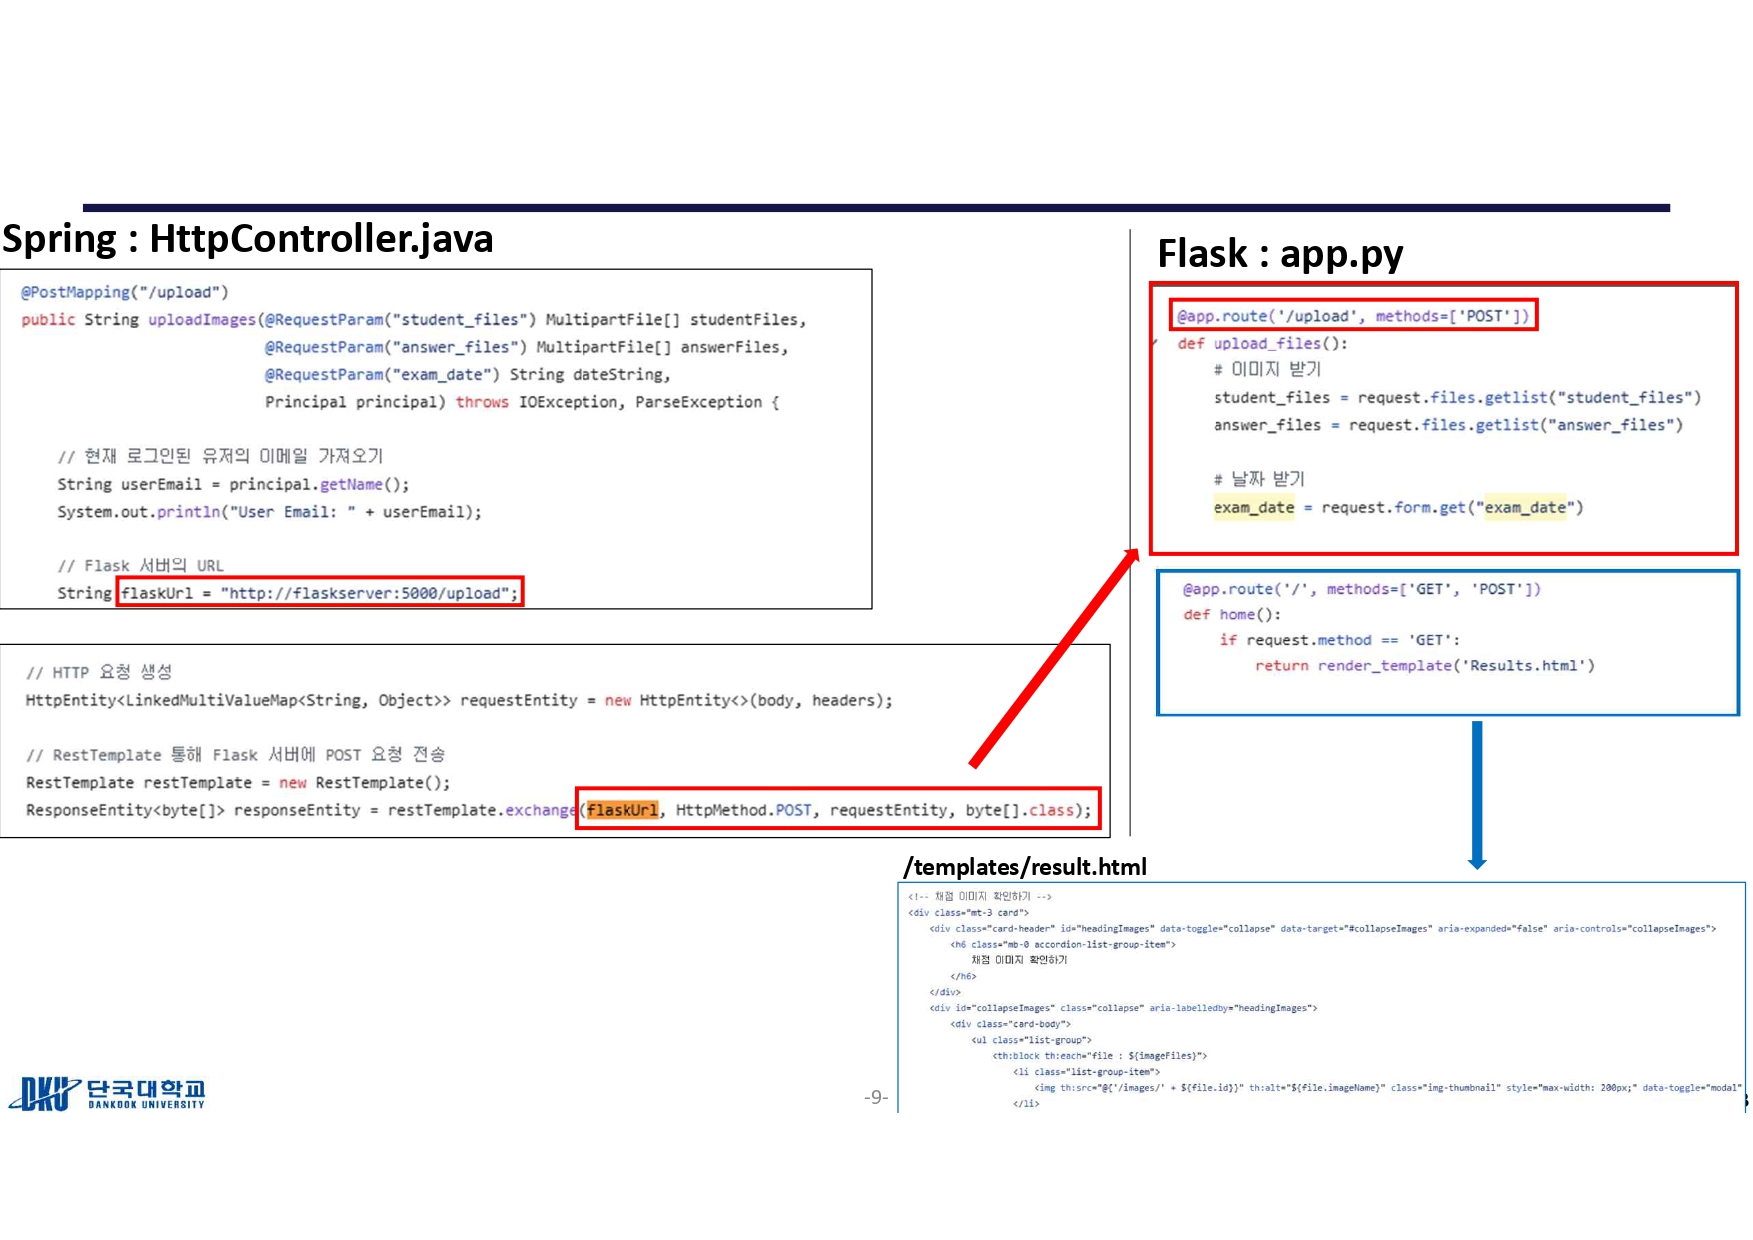 Spring : HttpController.java
@PostMapping("/upload")
public String uploadImages(@RequestParam("student_files") MultipartFile[] studentFiles,
@RequestParam("answer_files") MultipartFile[] answerFiles,
@RequestParam("exam_date") String dateString,
Principal principal) throws IOException, ParseException {
// 현재 로그인된 유저의 이메일 가져오기
String userEmail = principal.getName();
System.out.println("User Email: " + userEmail);
// Flask 서버의 URL
String flaskUrl = "http://flaskserver:5000/upload";
// HTTP 요청 생성
HttpEntity<LinkedMultiValueMap<String, Object>> requestEntity = new HttpEntity<>(body, headers);
// RestTemplate 통해 Flask 서버에 POST 요청 전송
RestTemplate restTemplate = new RestTemplate();
ResponseEntity<byte[]> responseEntity = restTemplate.exchange(flaskUrl, HttpMethod.POST, requestEntity, byte[].class);
Flask : app.py
@app.route('/upload', methods=['POST'])
def upload_files():
# 이미지 받기
student_files = request.files.getlist("student_files")
answer_files = request.files.getlist("answer_files")
# 날짜 받기
exam_date = request.form.get("exam_date")
@app.route('/', methods=['GET', 'POST'])
def home():
if request.method == 'GET':
return render_template('Results.html')
/templates/result.html
<!-- 채점 이미지 확인하기 -->
<div class="mt-3 card">
<div class="card-header" id="headingImages" data-toggle="collapse" data-target="#collapseImages" aria-expanded="false" aria-controls="collapseImages">
<h6 class="mb-0 accordion-list-group-item">
채점 이미지 확인하기
</h6>
</div>
<div id="collapseImages" class="collapse" aria-labelledby="headingImages">
<div class="card-body">
<ul class="list-group">
<th:block th:each="file : ${imageFiles}">
<li class="list-group-item">
<img th:src="@{'/images/' + ${file.id}}" th:alt="${file.imageName}" class="img-thumbnail" style="max-width: 200px;" data-toggle="modal"
</li>
DKU 단국대학교
DANKOOK UNIVERSITY
-9-